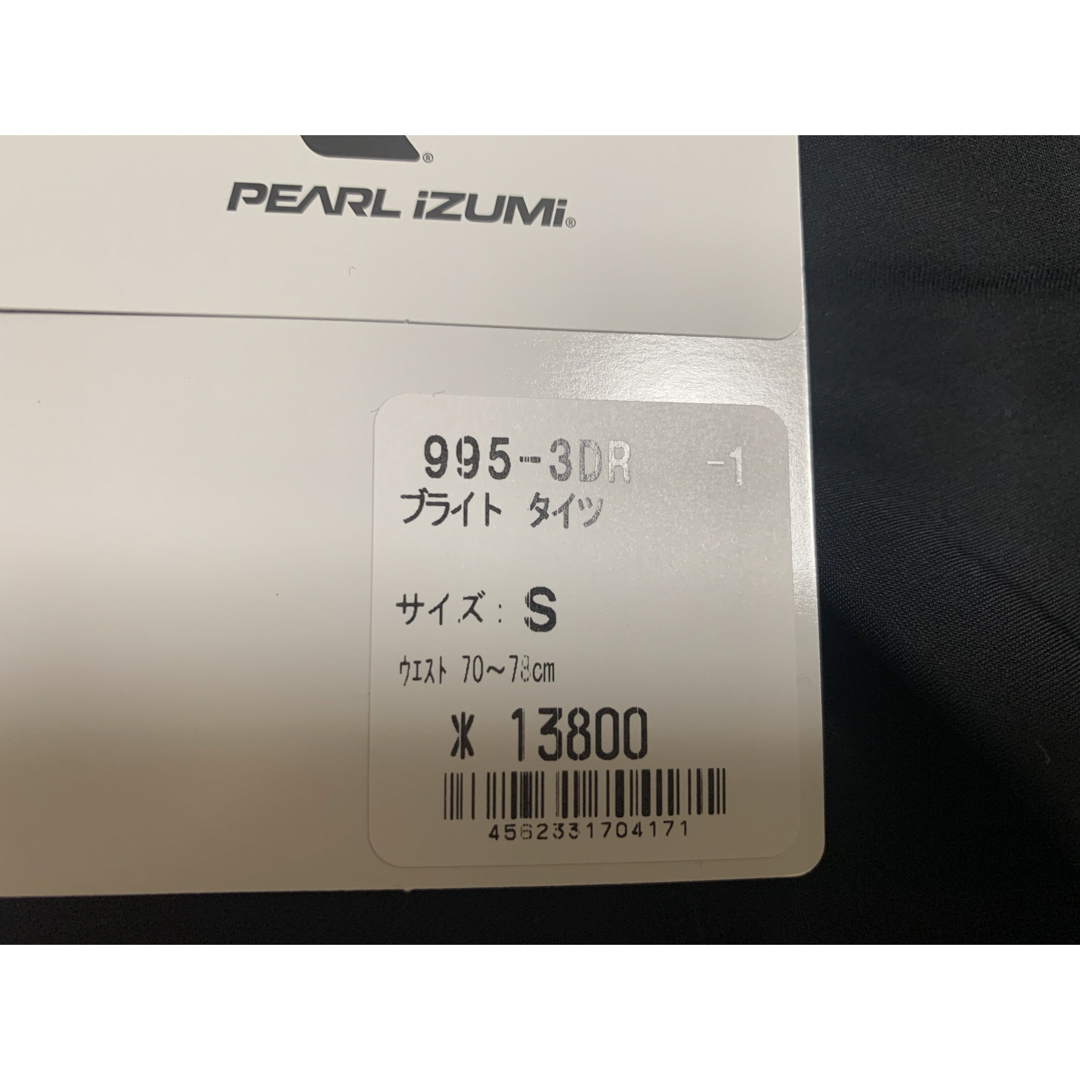 ®
PEARL iZUMi®
995-3DR -1
ブライト タイツ
サイズ: S
ウエスト 70～78cm
* 13800
4562331704171